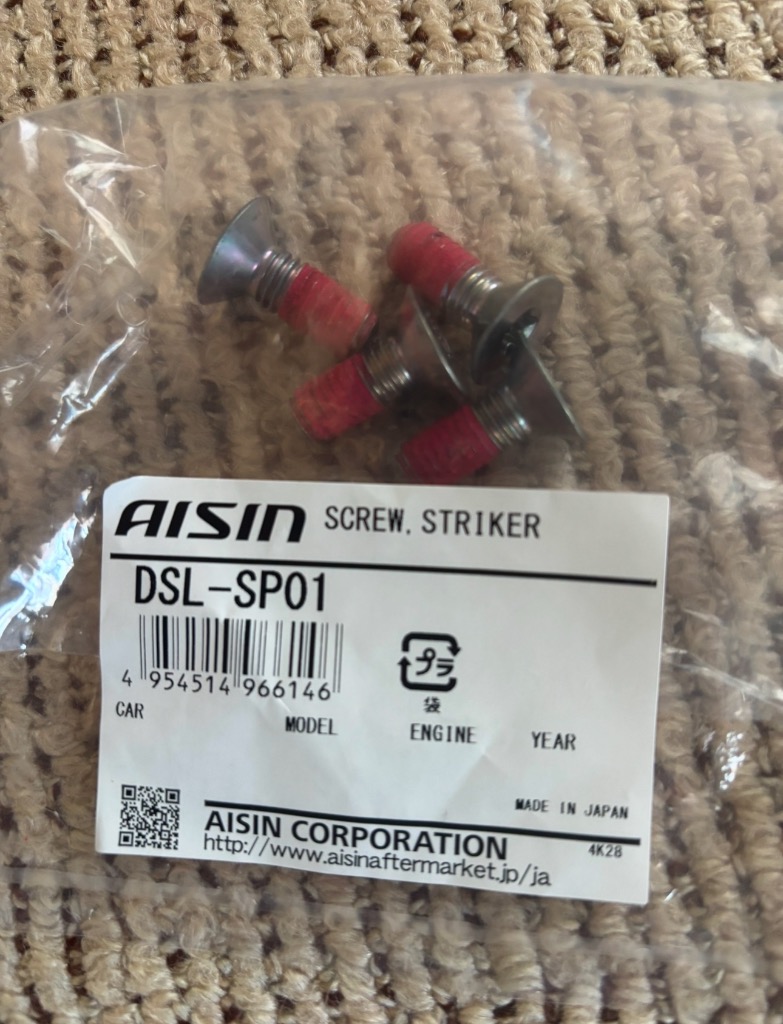 AISIN SCREW, STRIKER
DSL-SP01
4 954514 966146
プラ
袋
CAR MODEL ENGINE YEAR
MADE IN JAPAN
AISIN CORPORATION 4K28
http://www.aisinaftermarket.jp/ja